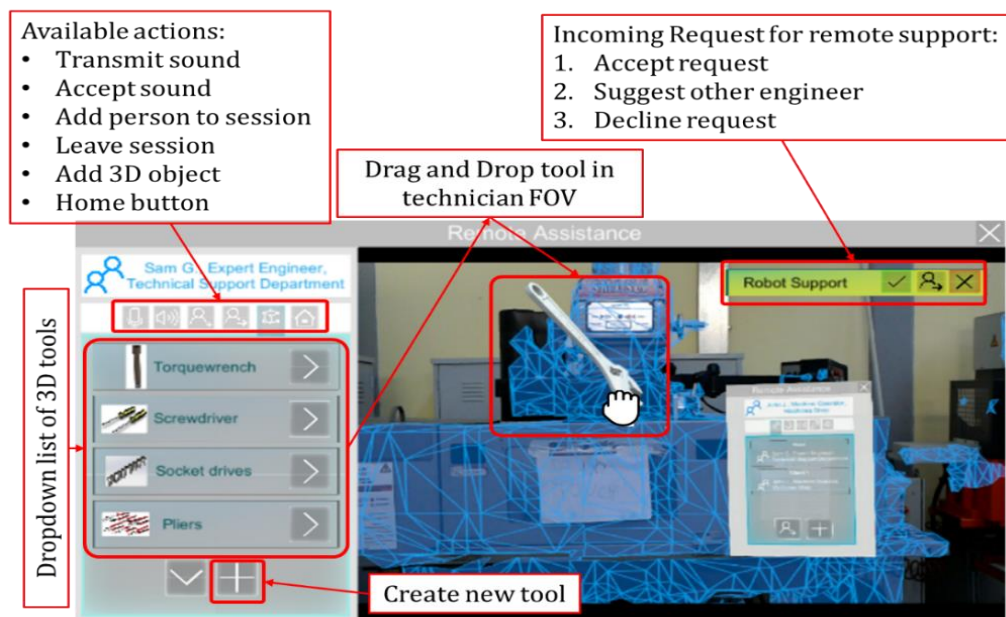 Available actions:
• Transmit sound
• Accept sound
• Add person to session
• Leave session
• Add 3D object
• Home button
Incoming Request for remote support:
1. Accept request
2. Suggest other engineer
3. Decline request
Drag and Drop tool in
technician FOV
Remote Assistance
Sam G., Expert Engineer,
Technical Support Department
Robot Support
Dropdown list of 3D tools
Torquewrench
Screwdriver
Socket drives
Pliers
Remote Assistance
Create new tool